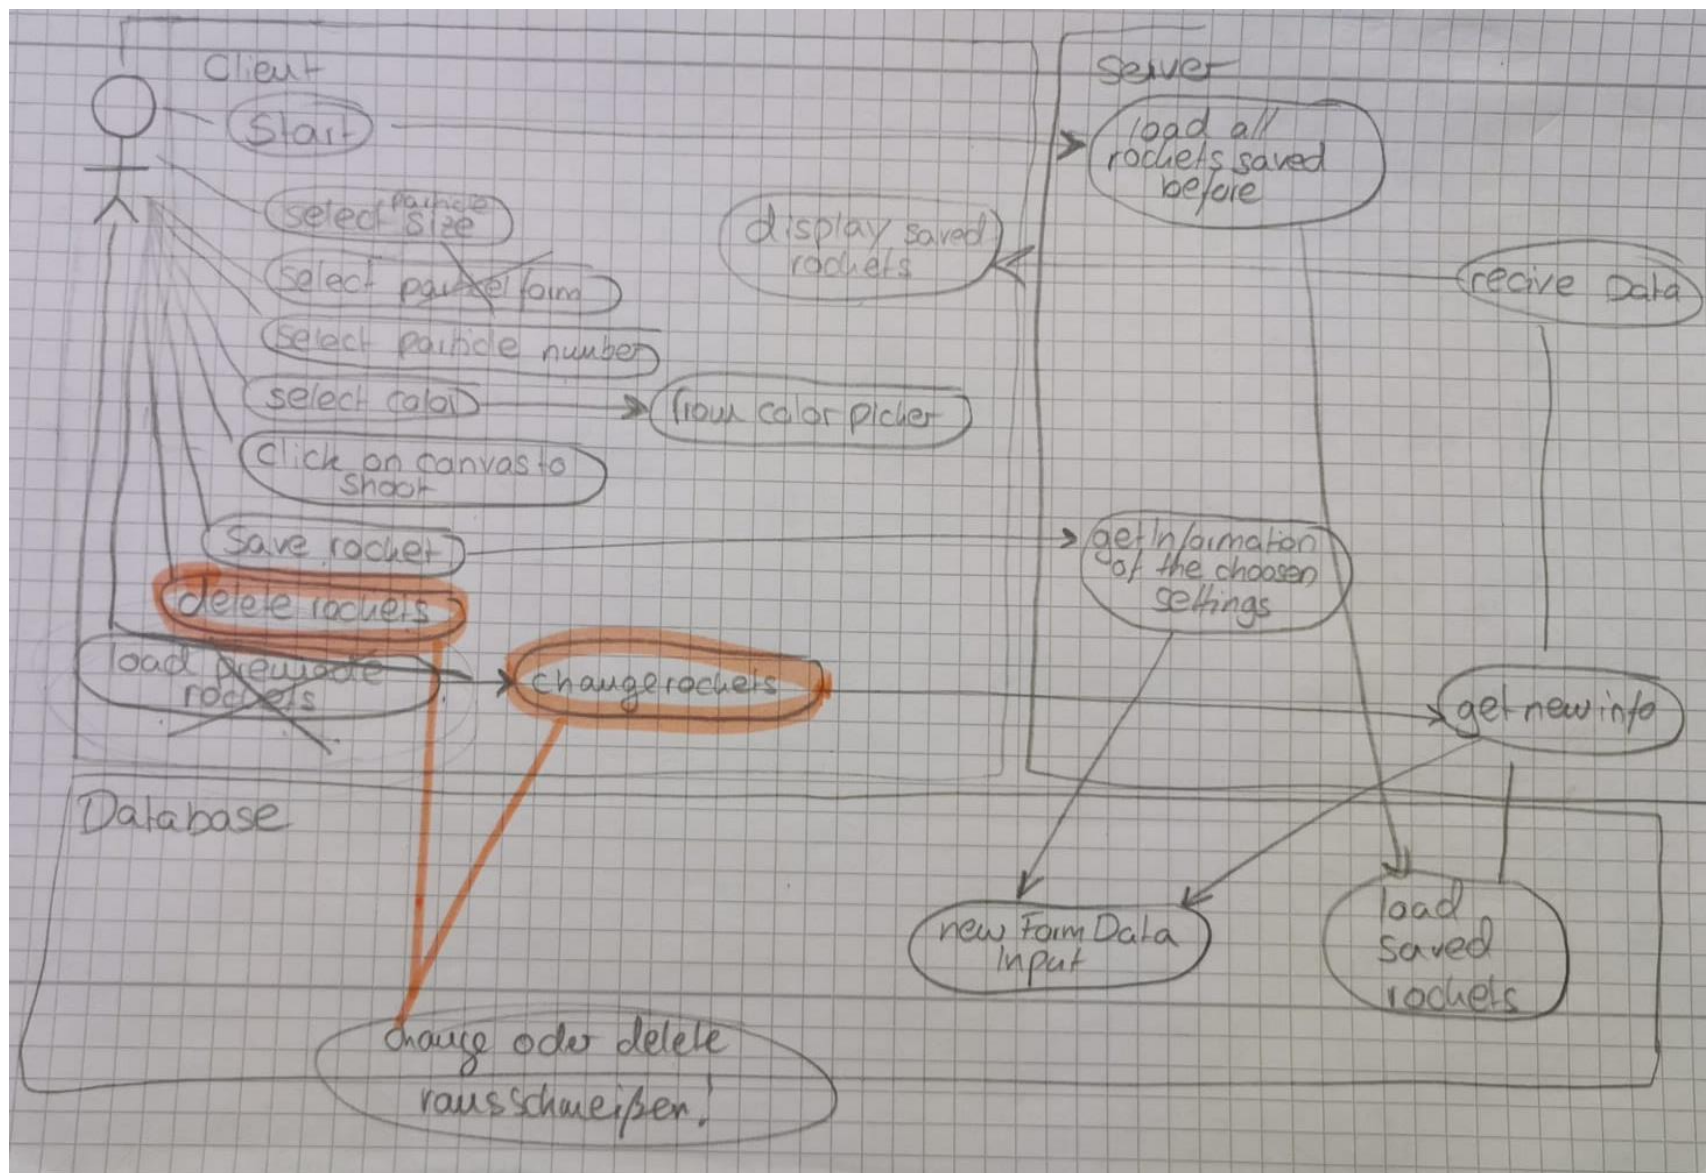 Client
Start
select particle
size
select particle form
select particle number
select color
from color picker
Click on canvas to
shoot
Save rocket
delete rockets
load premade
rockets
change rockets
display saved
rockets
Server
load all
rockets saved
before
recive Data
get Information
of the choosen
settings
get new info
Database
new Form Data
Input
load
saved
rockets
change oder delete
rausschmeißen!